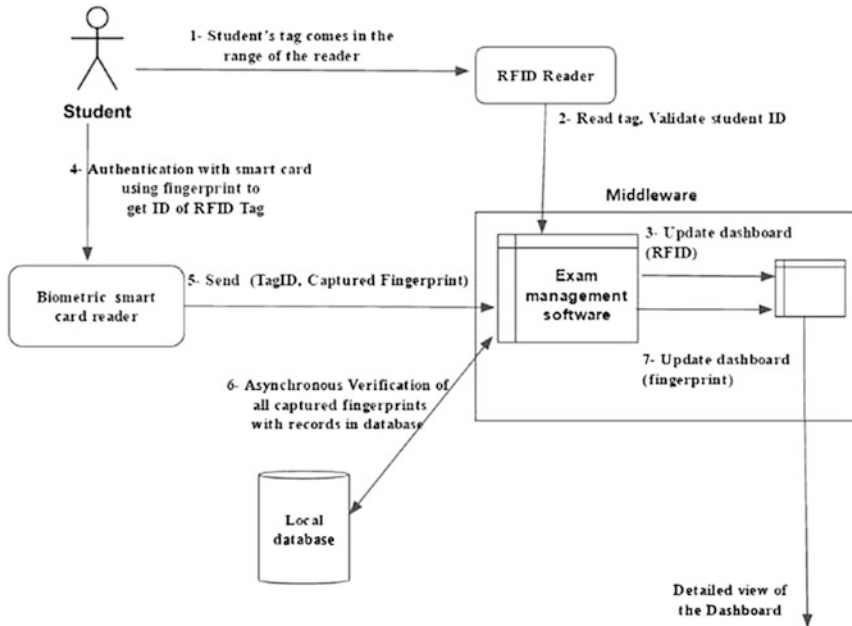 1- Student's tag comes in the
range of the reader
RFID Reader
Student
2- Read tag, Validate student ID
4- Authentication with smart card
using fingerprint to
get ID of RFID Tag
Middleware
3- Update dashboard
(RFID)
Biometric smart
card reader
5- Send (TagID, Captured Fingerprint)
Exam
management
software
7- Update dashboard
(fingerprint)
6- Asynchronous Verification of
all captured fingerprints
with records in database
Local
database
Detailed view of
the Dashboard